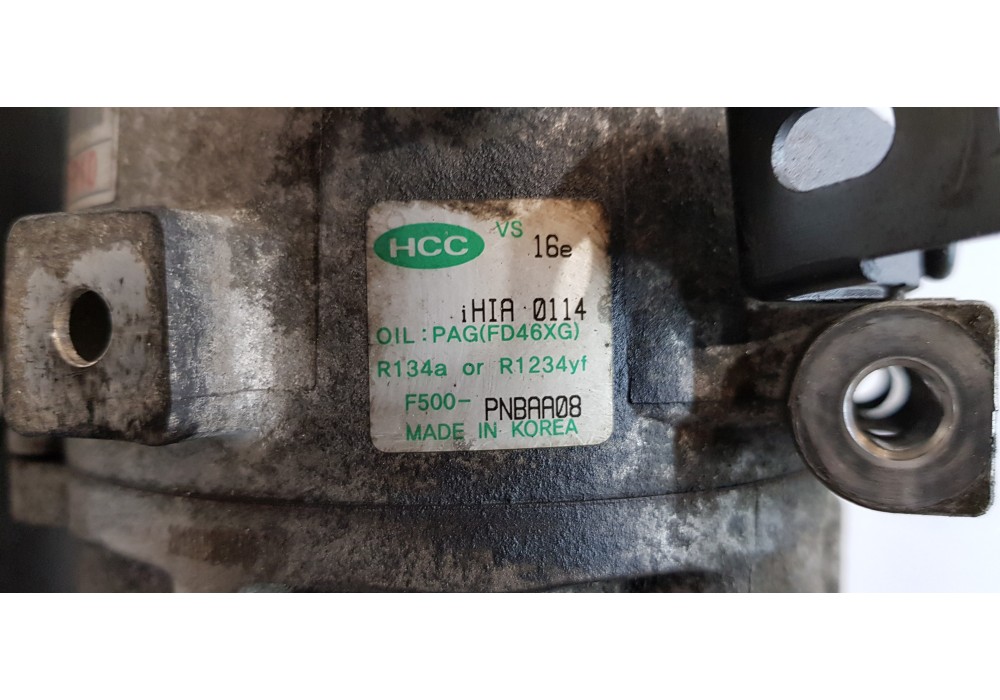 HCC VS 16e
iHIA 0114
OIL : PAG(FD46XG)
R134a or R1234yf
F500- PNBAA08
MADE IN KOREA